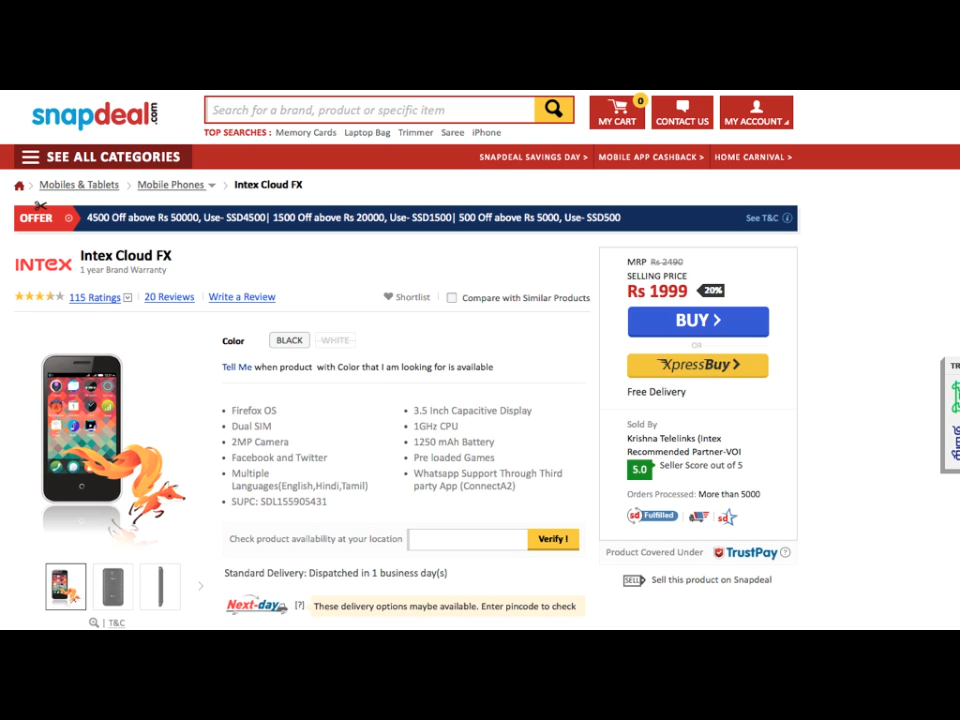 snapdeal.com
Search for a brand, product or specific item
0
MY CART
CONTACT US
MY ACCOUNT
TOP SEARCHES : Memory Cards Laptop Bag Trimmer Saree iPhone
SEE ALL CATEGORIES
SNAPDEAL SAVINGS DAY > MOBILE APP CASHBACK > HOME CARNIVAL >
> Mobiles & Tablets > Mobile Phones > Intex Cloud FX
OFFER 4500 Off above Rs 50000, Use- SSD4500| 1500 Off above Rs 20000, Use- SSD1500| 500 Off above Rs 5000, Use- SSD500 See T&C
INTEX
Intex Cloud FX
1 year Brand Warranty
115 Ratings 20 Reviews Write a Review Shortlist Compare with Similar Products
Color BLACK WHITE
Tell Me when product with Color that I am looking for is available
• Firefox OS
• Dual SIM
• 2MP Camera
• Facebook and Twitter
• Multiple
Languages(English,Hindi,Tamil)
• SUPC: SDL155905431
• 3.5 Inch Capacitive Display
• 1GHz CPU
• 1250 mAh Battery
• Pre loaded Games
• Whatsapp Support Through Third
party App (ConnectA2)
Check product availability at your location Verify !
Standard Delivery: Dispatched in 1 business day(s)
Next-day [?] These delivery options maybe available. Enter pincode to check
| T&C
MRP Rs 2490
SELLING PRICE
Rs 1999 20%
BUY >
OR
XpressBuy >
Free Delivery
Sold By
Krishna Telelinks (Intex
Recommended Partner-VOI
5.0 Seller Score out of 5
Orders Processed: More than 5000
sd Fulfilled sd
Product Covered Under TrustPay ?
SELL Sell this product on Snapdeal